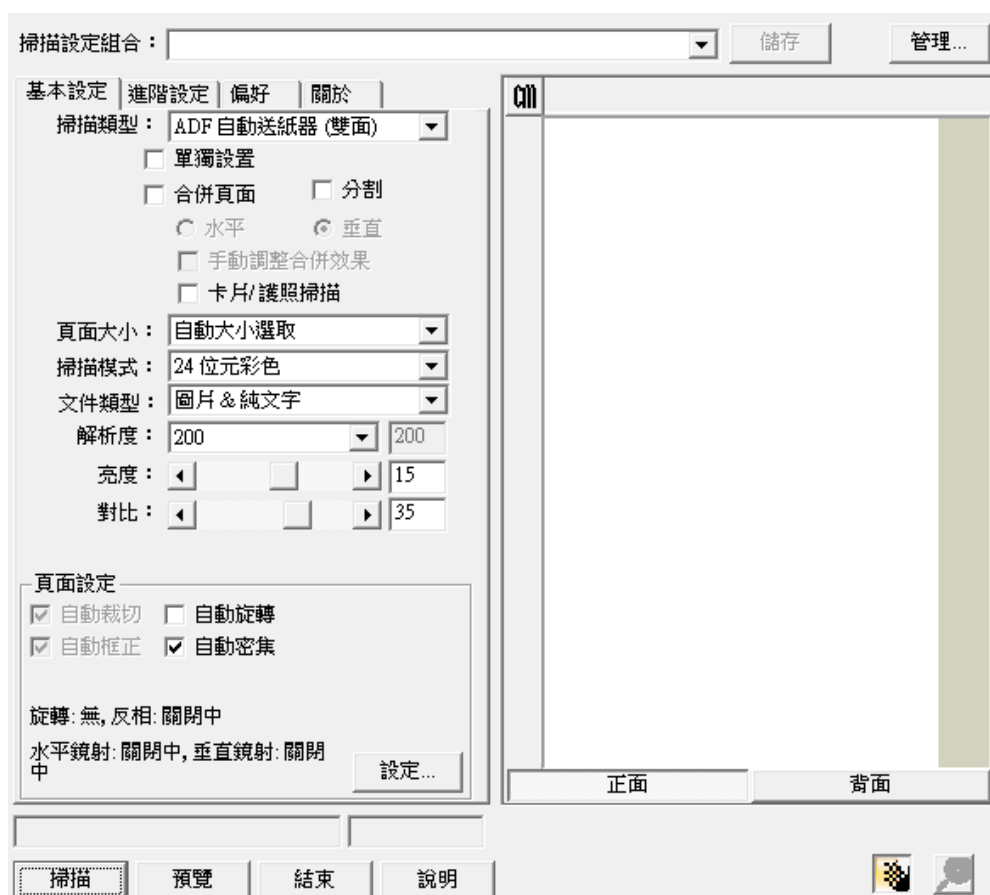 掃描設定組合： 儲存 管理...
基本設定 進階設定 偏好 關於 cm
掃描類型： ADF 自動送紙器 (雙面)
單獨設置
合併頁面 分割
水平 垂直
手動調整合併效果
卡片/護照掃描
頁面大小： 自動大小選取
掃描模式： 24 位元彩色
文件類型： 圖片 & 純文字
解析度： 200 200
亮度： 15
對比： 35
頁面設定
自動裁切 自動旋轉
自動框正 自動密集
旋轉: 無, 反相: 關閉中
水平鏡射: 關閉中, 垂直鏡射: 關閉
中
設定...
正面 背面
掃描 預覽 結束 說明